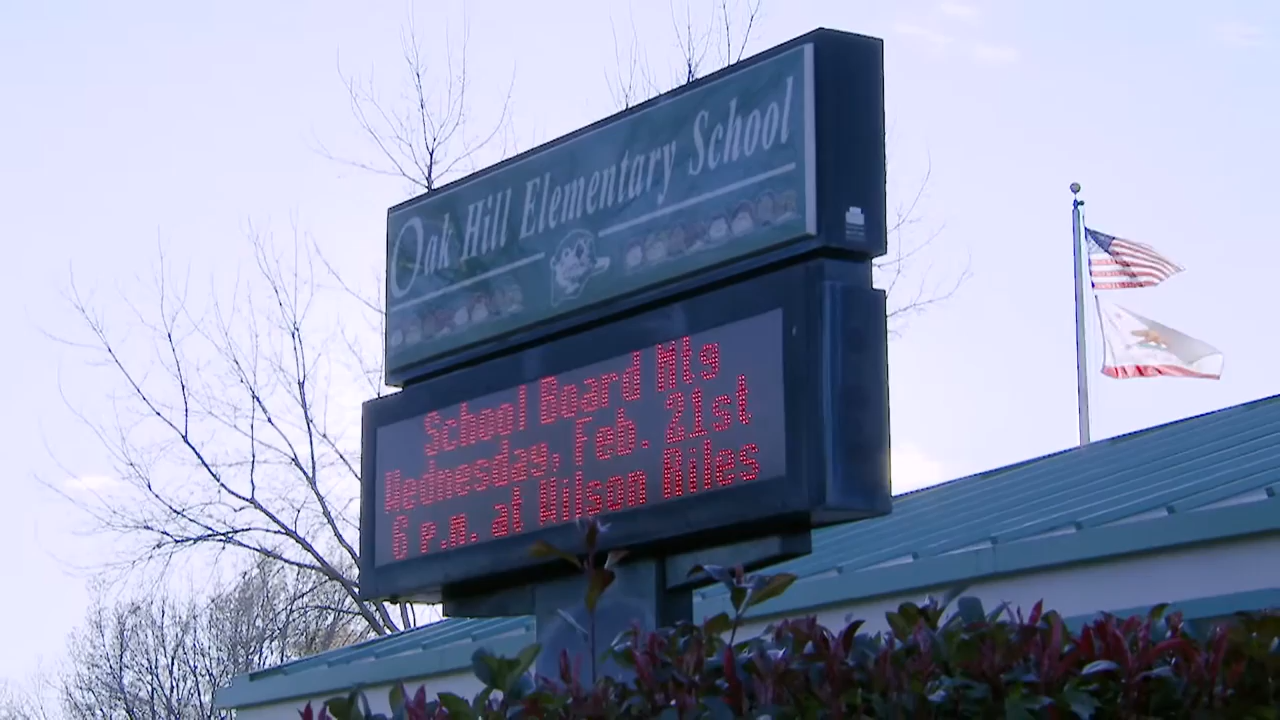 Oak Hill Elementary School
School Board Mtg
Wednesday, Feb. 21st
6 p.m. at Wilson Riles